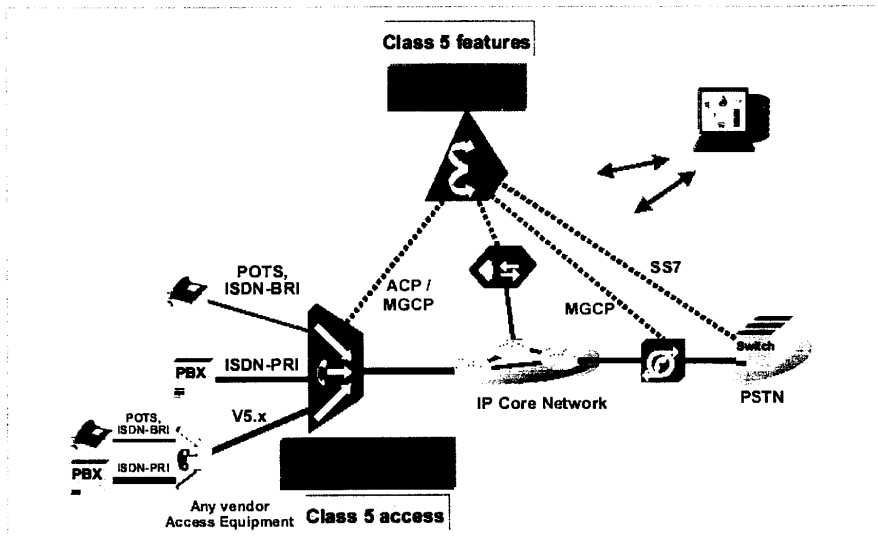 Class 5 features
POTS,
ISDN-BRI
ACP /
MGCP
SS7
MGCP
ISDN-PRI
PBX
Switch
IP Core Network
PSTN
V5.x
POTS,
ISDN-BRI
PBX
ISDN-PRI
Any vendor
Access Equipment
Class 5 access